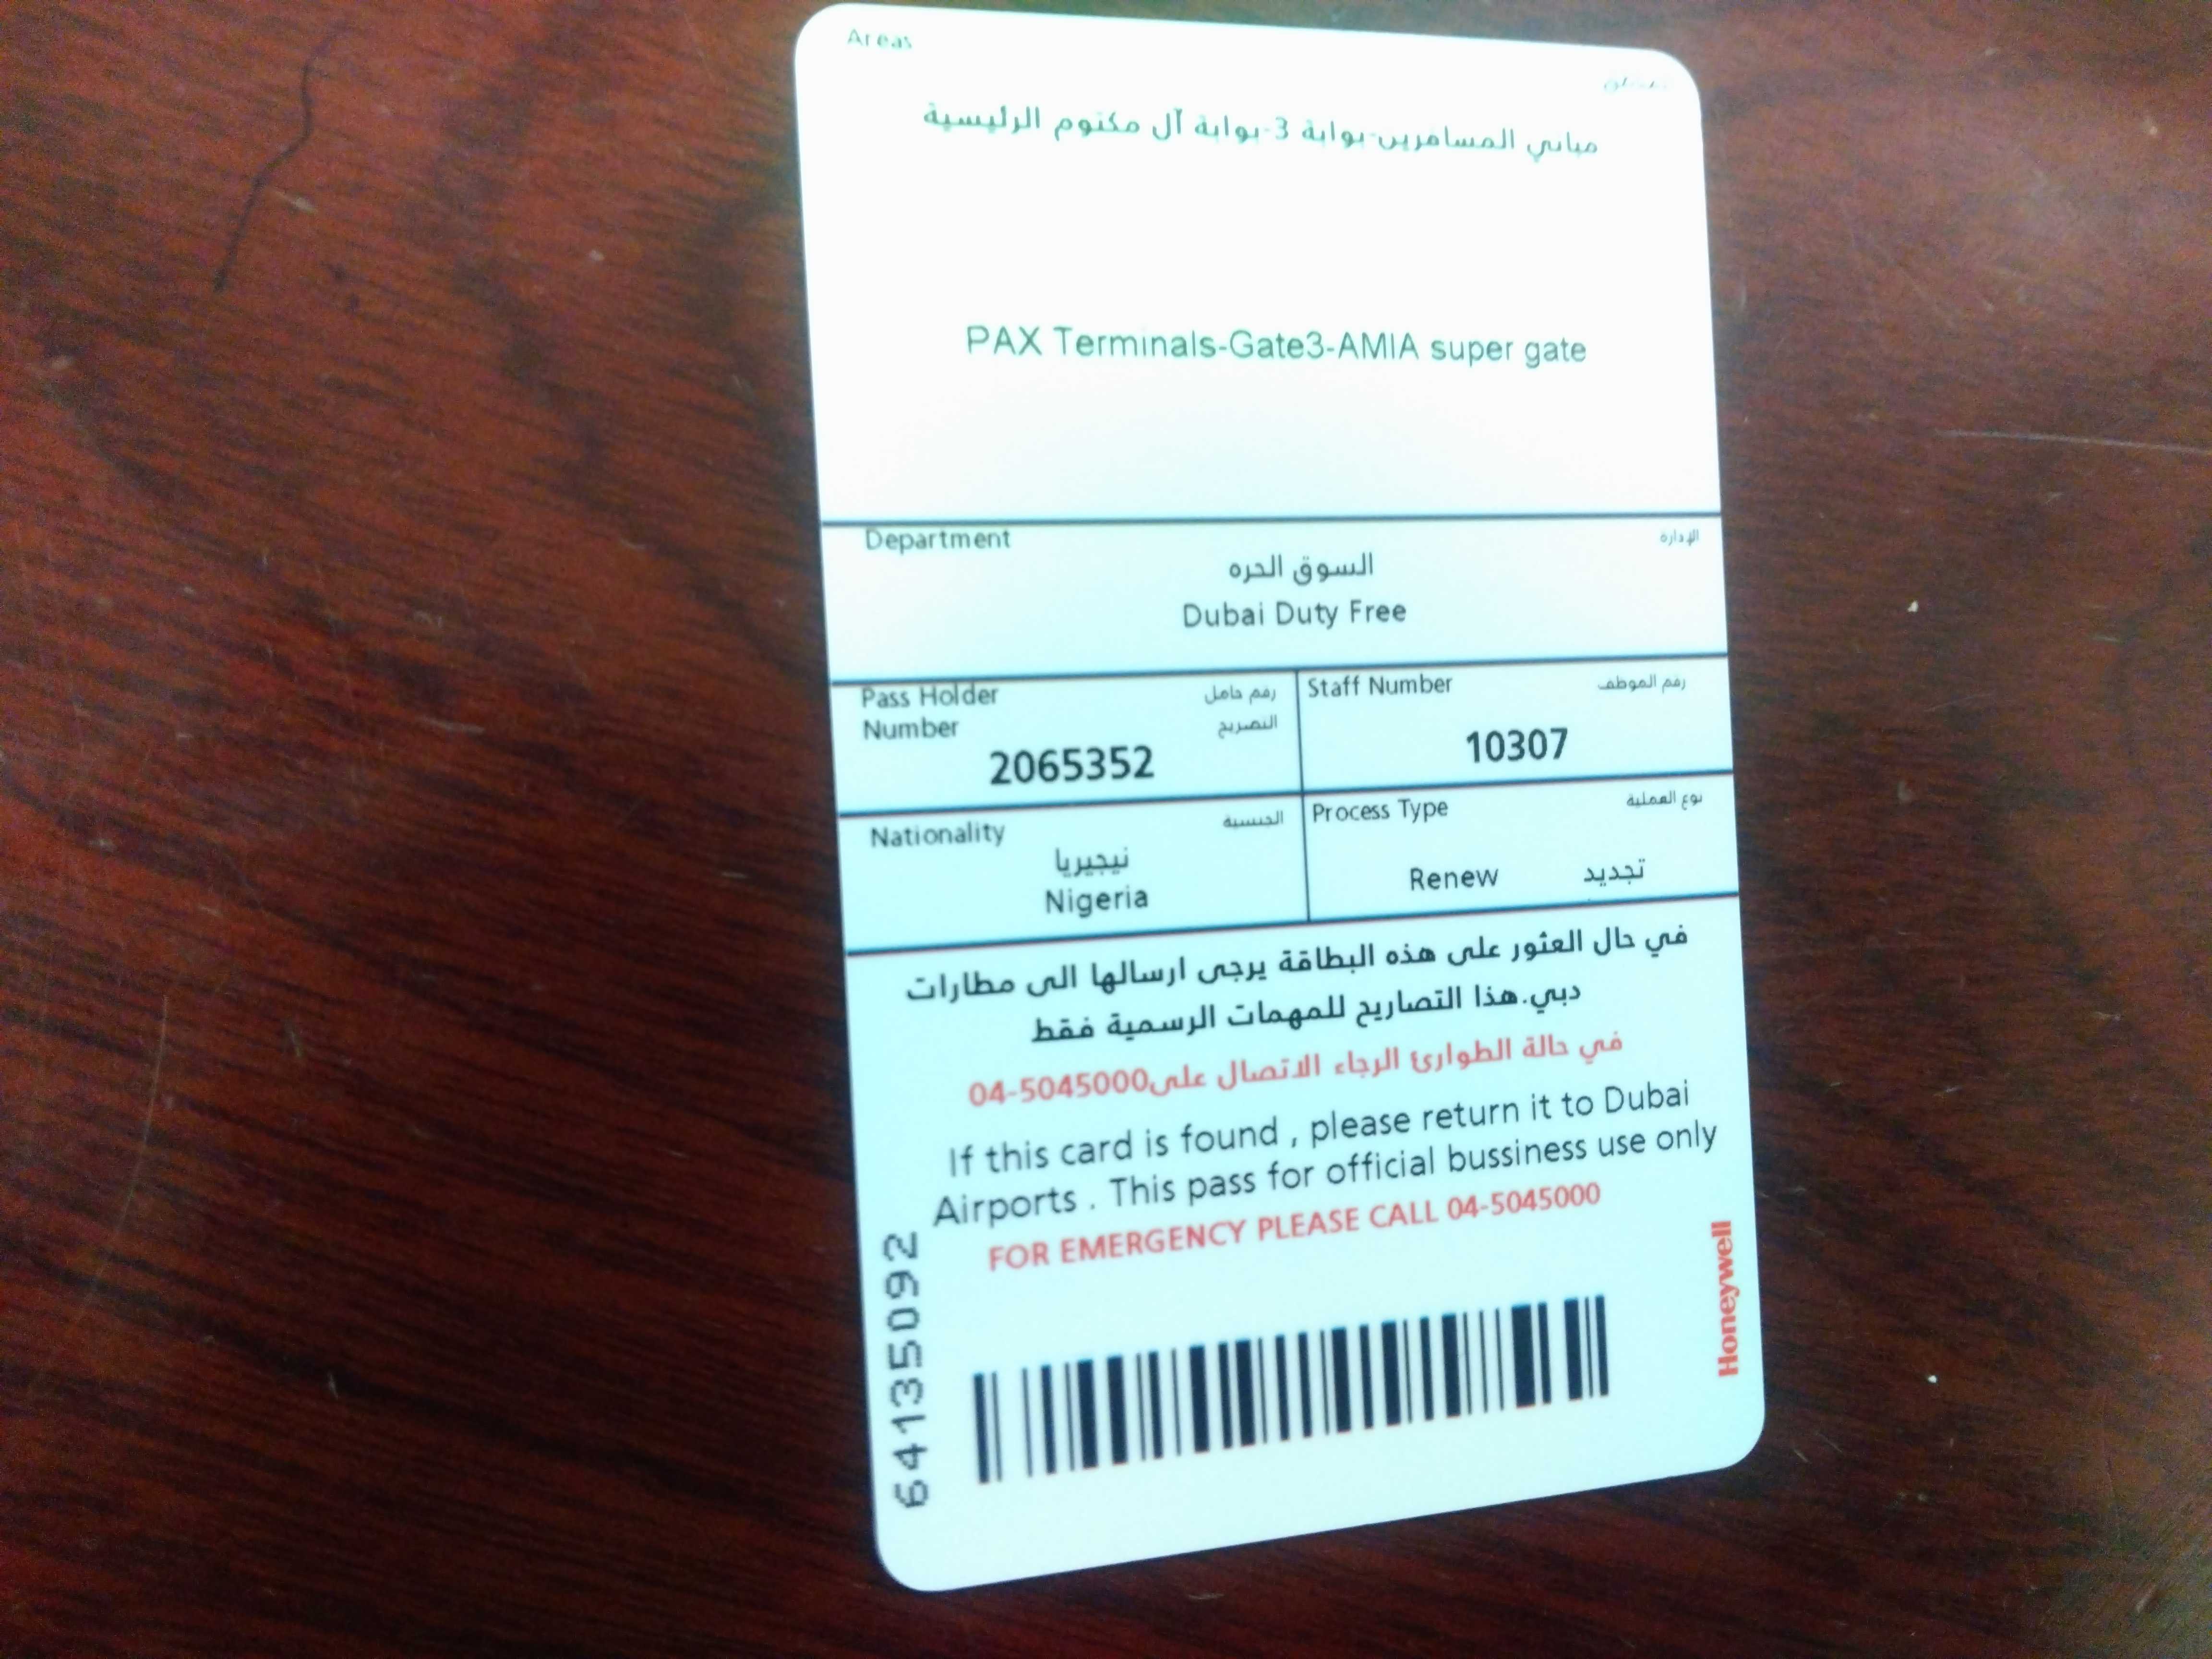 Areas
مباني المسافرين-بوابة 3-بوابة آل مكتوم الرئيسية
PAX Terminals-Gate3-AMIA super gate
Department الإدارة
السوق الحره
Dubai Duty Free
Pass Holder رقم حامل
Number التصريح
2065352
Staff Number رقم الموظف
10307
Nationality الجنسية
نيجيريا
Nigeria
Process Type نوع العملية
Renew تجديد
في حال العثور على هذه البطاقة يرجى ارسالها الى مطارات
دبي.هذا التصاريح للمهمات الرسمية فقط
في حالة الطوارئ الرجاء الاتصال على04-5045000
If this card is found , please return it to Dubai
Airports . This pass for official bussiness use only
FOR EMERGENCY PLEASE CALL 04-5045000
64135092
Honeywell